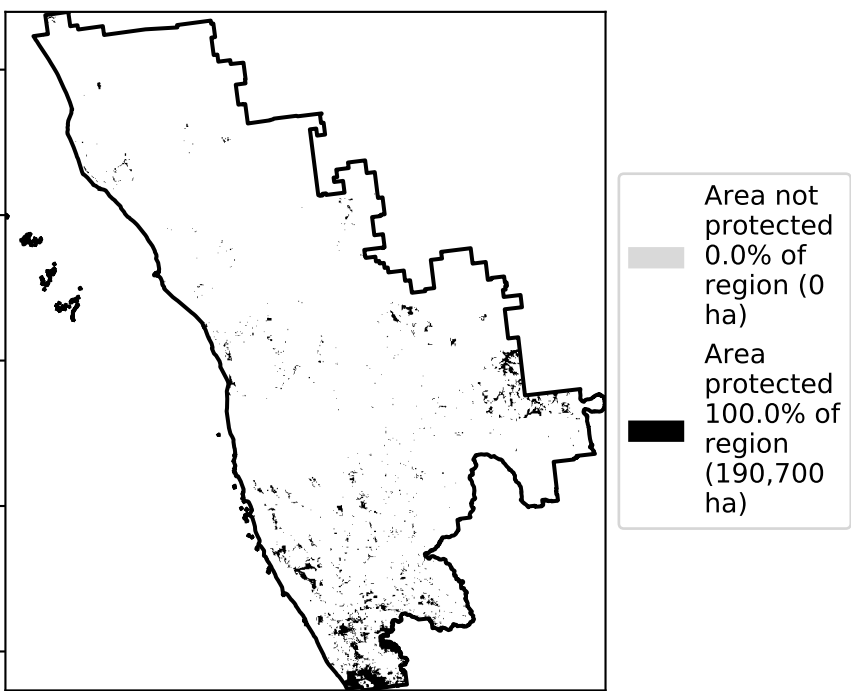 Area not
protected
0.0% of
region (0
ha)
Area
protected
100.0% of
region
(190,700
ha)